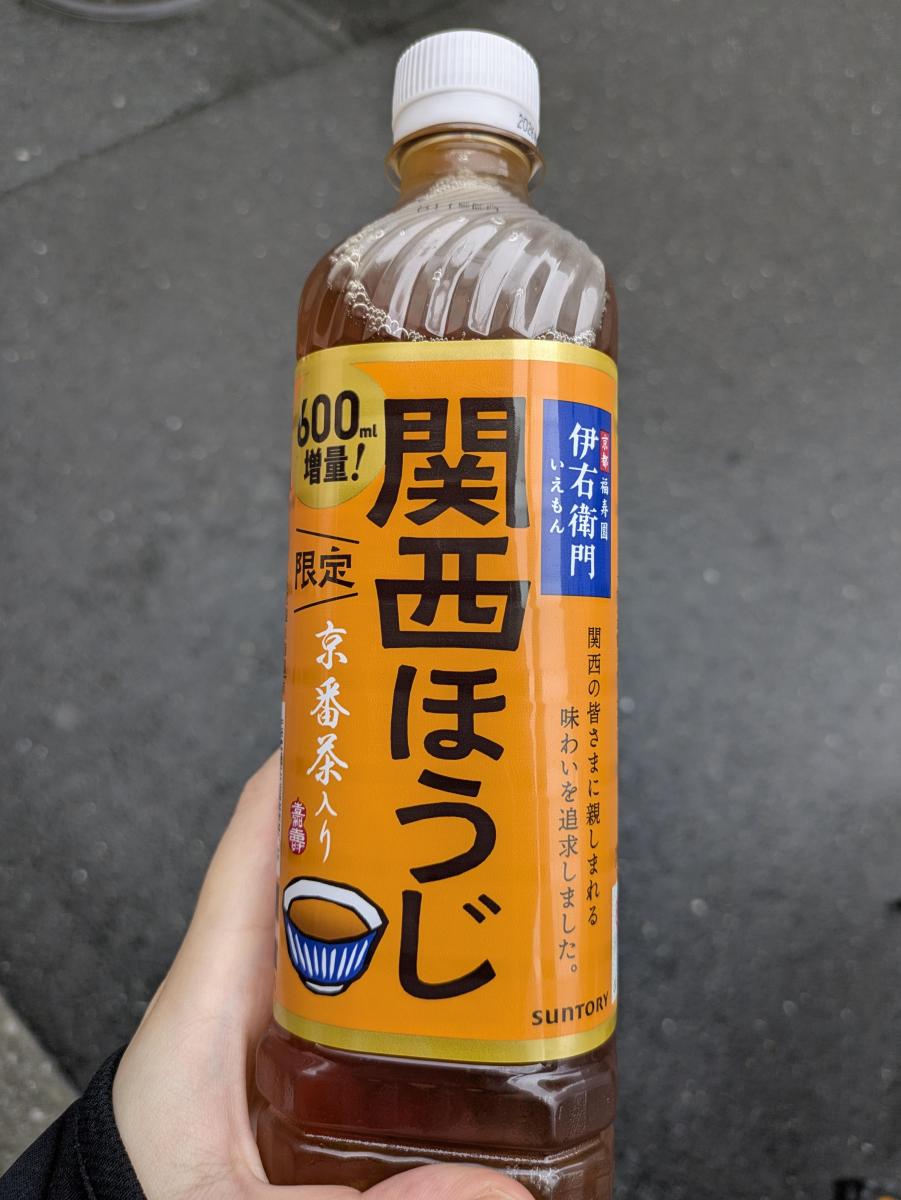 600ml
増量!
限定
京番茶入り
嘉寿
関西ほうじ
京都 福寿園
伊右衛門
いえもん
関西の皆さまに親しまれる
味わいを追求しました。
SUNTORY